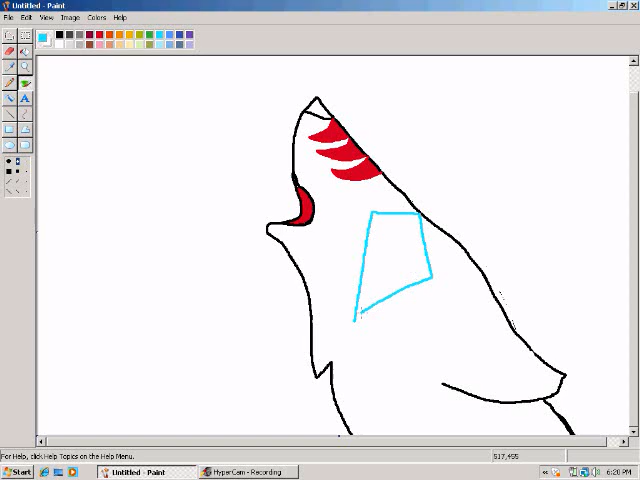 Untitled - Paint
File Edit View Image Colors Help
A
For Help, click Help Topics on the Help Menu.
517,455
Start
Untitled - Paint
HyperCam - Recording
6:28 PM